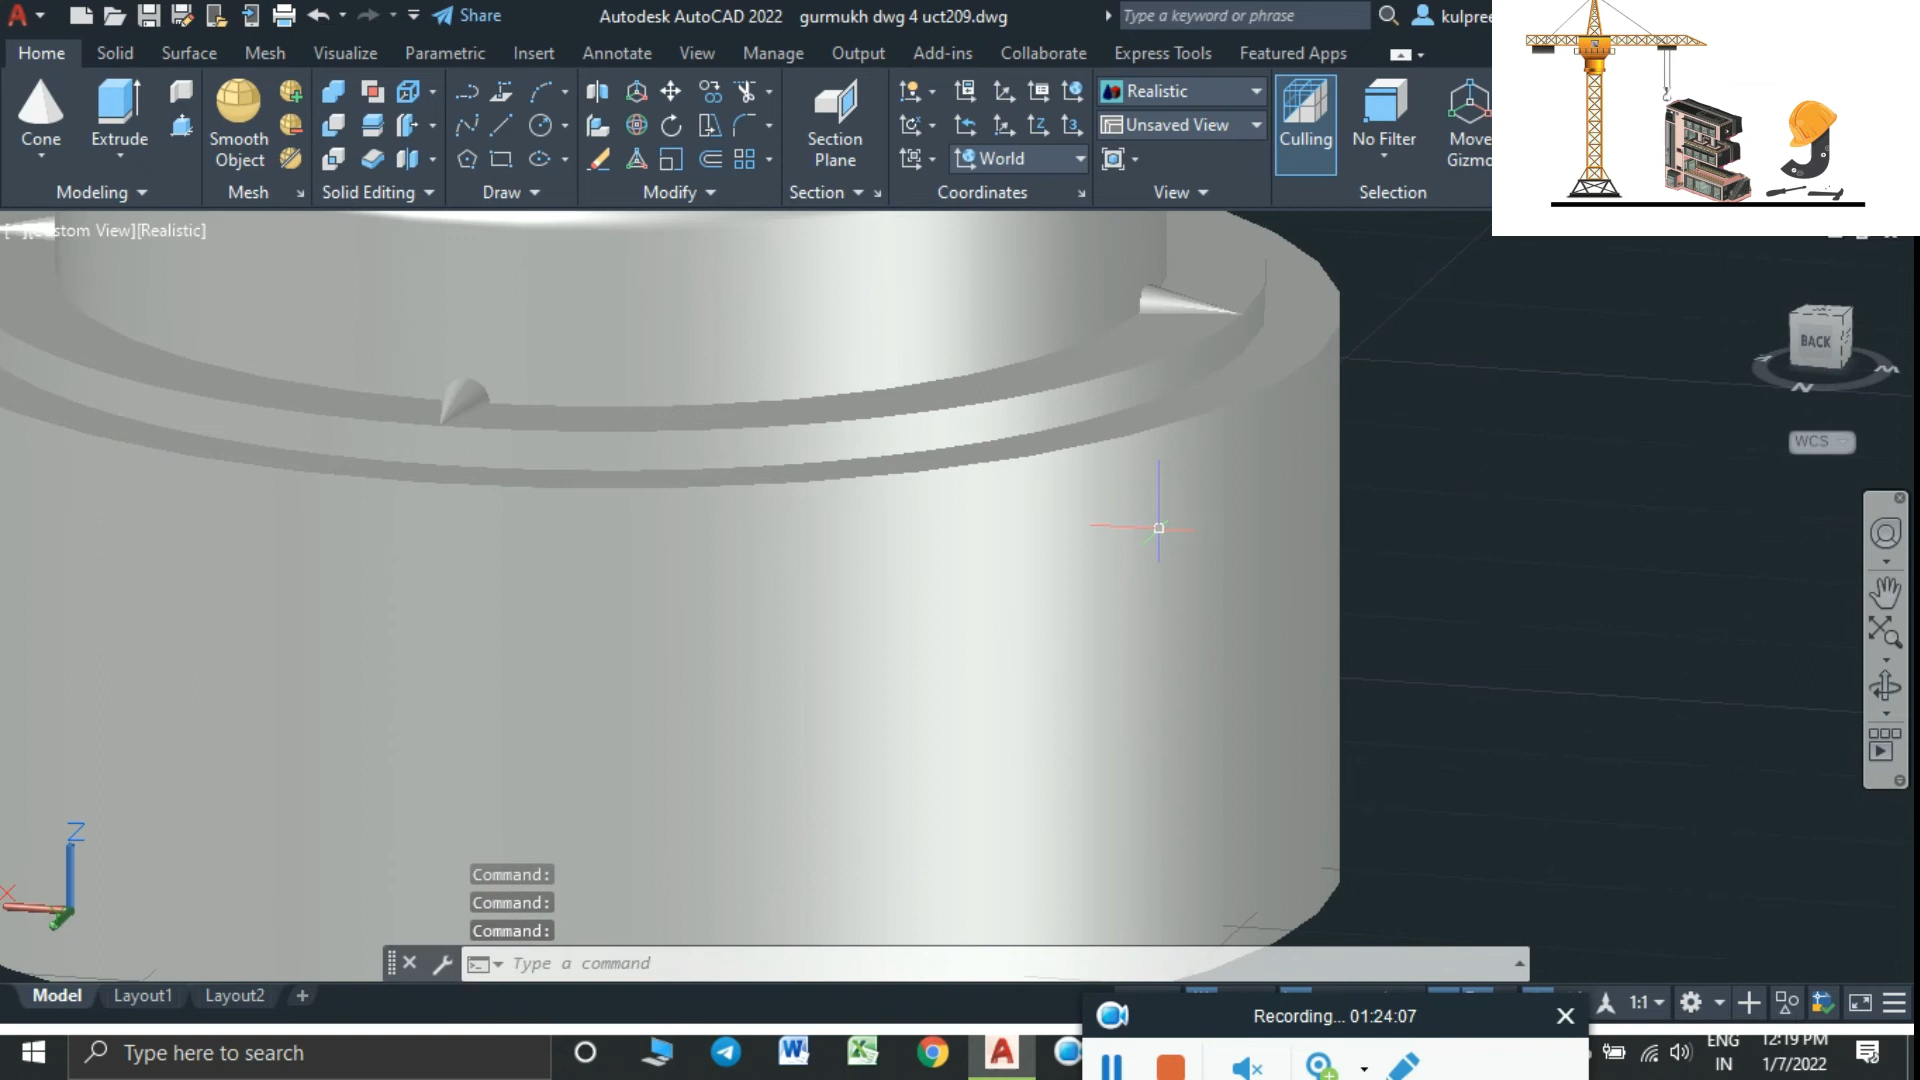 Share
Autodesk AutoCAD 2022 gurmukh dwg 4 uct209.dwg
Type a keyword or phrase
Home Solid Surface Mesh Visualize Parametric Insert Annotate View Manage Output Add-ins Collaborate Express Tools Featured Apps
Cone
Extrude
Smooth
Object
Section
Plane
Realistic
Unsaved View
World
Culling
No Filter
Move
Gizmo
Modeling Mesh Solid Editing Draw Modify Section Coordinates View Selection
Custom View][Realistic]
BACK
N
WCS
Z
X
Command:
Command:
Command:
Type a command
Model Layout1 Layout2
1:1
Recording... 01:24:07
Type here to search
ENG
IN
12:19 PM
1/7/2022